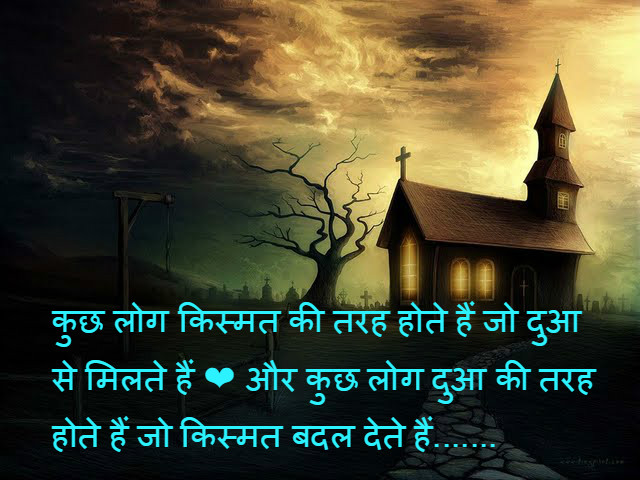 कुछ लोग किस्मत की तरह होते हैं जो दुआ
से मिलते हैं ❤ और कुछ लोग दुआ की तरह
होते हैं जो किस्मत बदल देते हैं.......